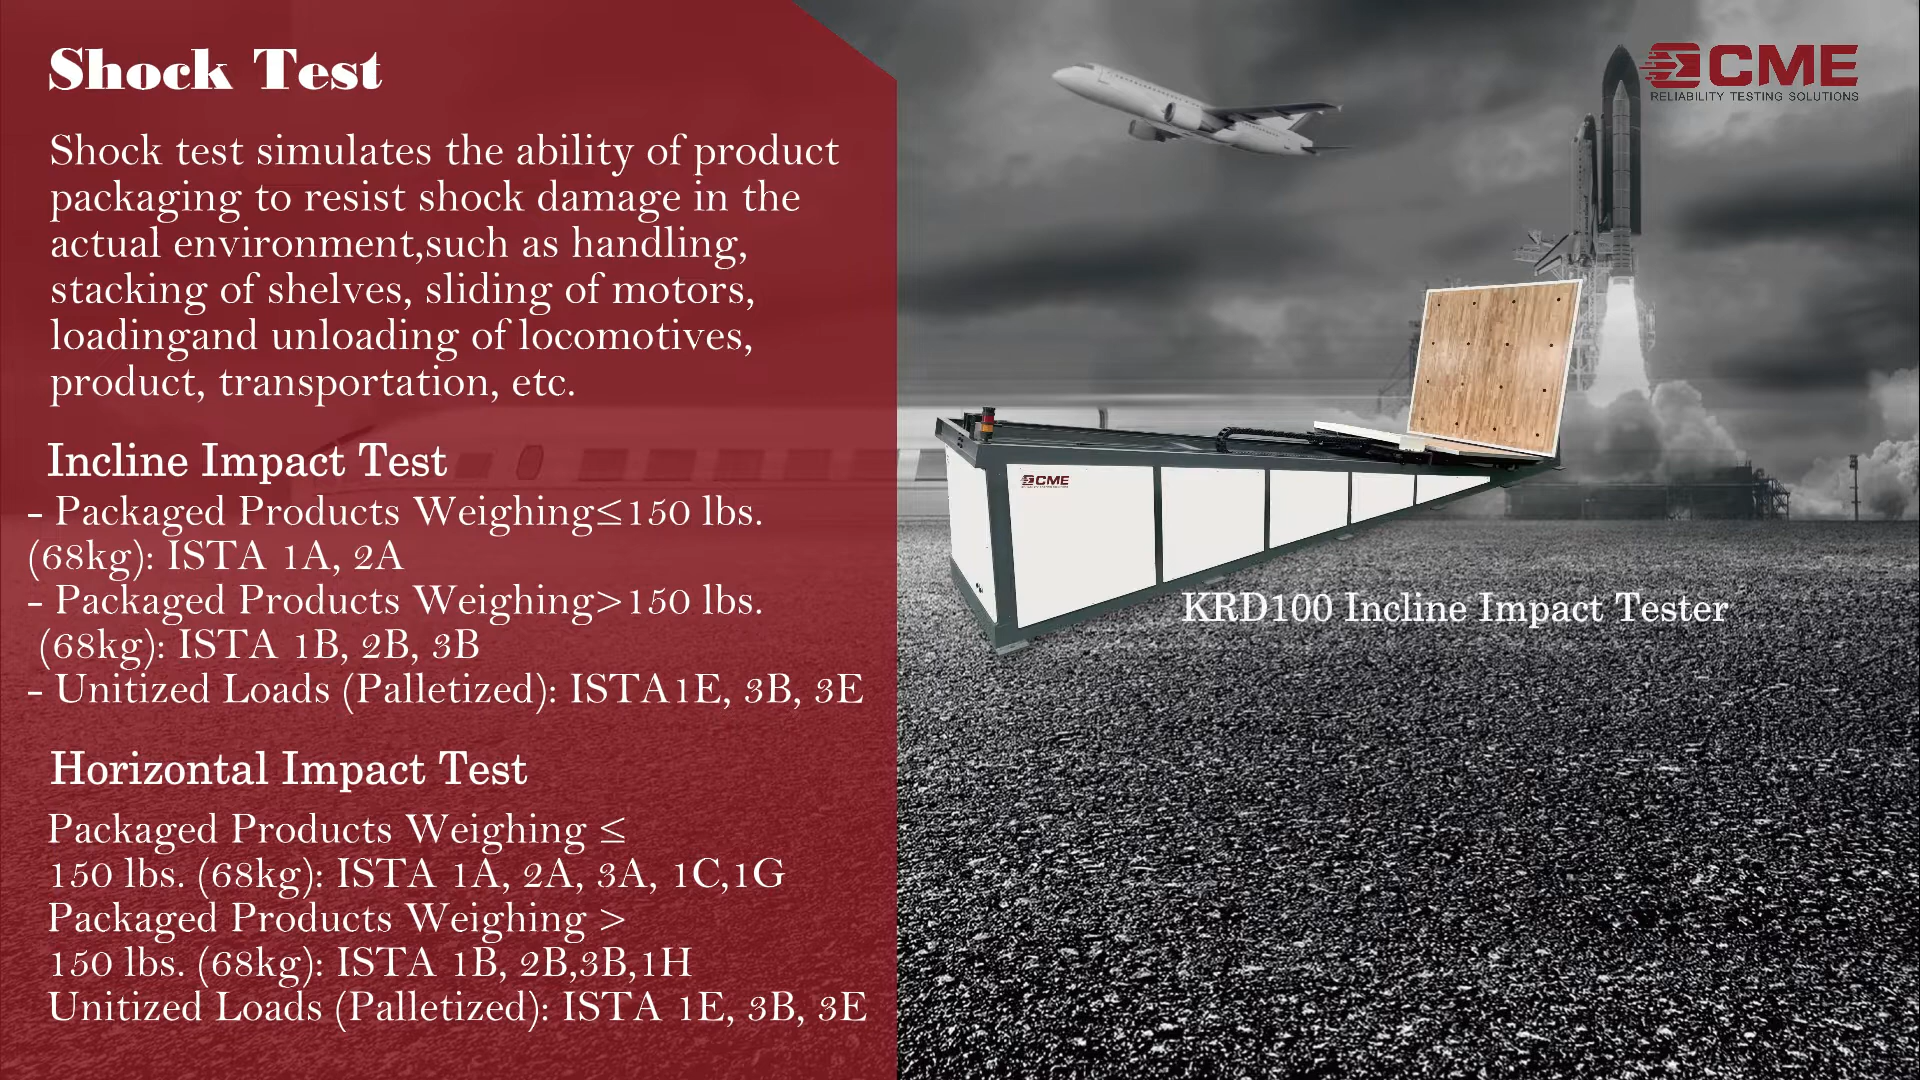 Shock Test
Shock test simulates the ability of product
packaging to resist shock damage in the
actual environment,such as handling,
stacking of shelves, sliding of motors,
loadingand unloading of locomotives,
product, transportation, etc.
Incline Impact Test
- Packaged Products Weighing≤150 lbs.
(68kg): ISTA 1A, 2A
- Packaged Products Weighing>150 lbs.
(68kg): ISTA 1B, 2B, 3B
- Unitized Loads (Palletized): ISTA1E, 3B, 3E
Horizontal Impact Test
Packaged Products Weighing ≤
150 lbs. (68kg): ISTA 1A, 2A, 3A, 1C,1G
Packaged Products Weighing >
150 lbs. (68kg): ISTA 1B, 2B,3B,1H
Unitized Loads (Palletized): ISTA 1E, 3B, 3E
CME
RELIABILITY TESTING SOLUTIONS
CME
KRD100 Incline Impact Tester